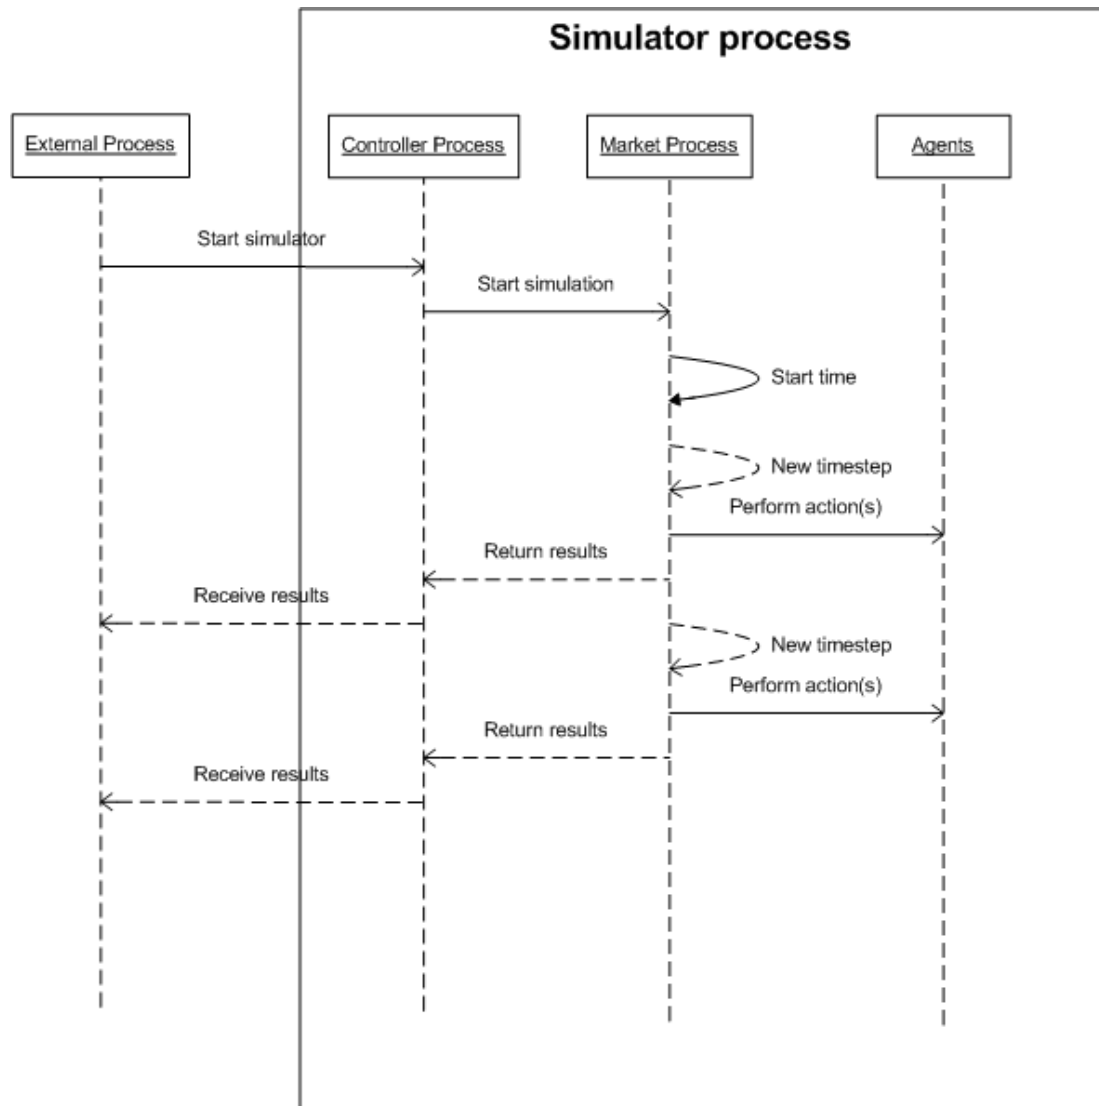 Simulator process
External Process
Controller Process
Market Process
Agents
Start simulator
Start simulation
Start time
New timestep
Perform action(s)
Return results
Receive results
New timestep
Perform action(s)
Return results
Receive results